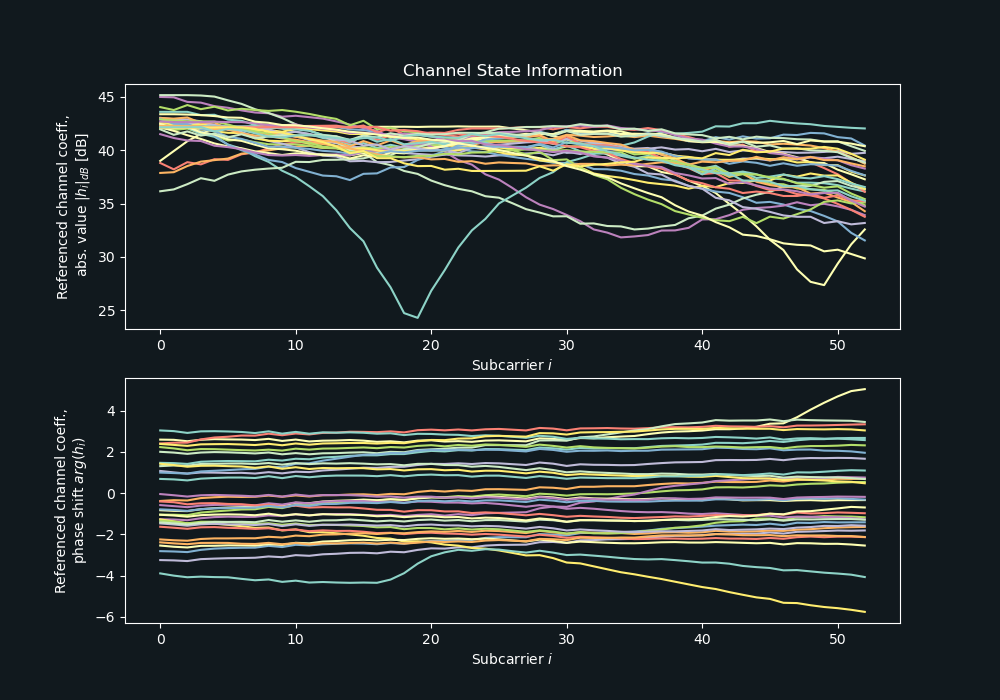 Channel State Information
Referenced channel coeff.,
abs. value |h_i|_dB [dB]
45
40
35
30
25
0 10 20 30 40 50
Subcarrier i
Referenced channel coeff.,
phase shift arg(h_i)
4
2
0
−2
−4
−6
0 10 20 30 40 50
Subcarrier i